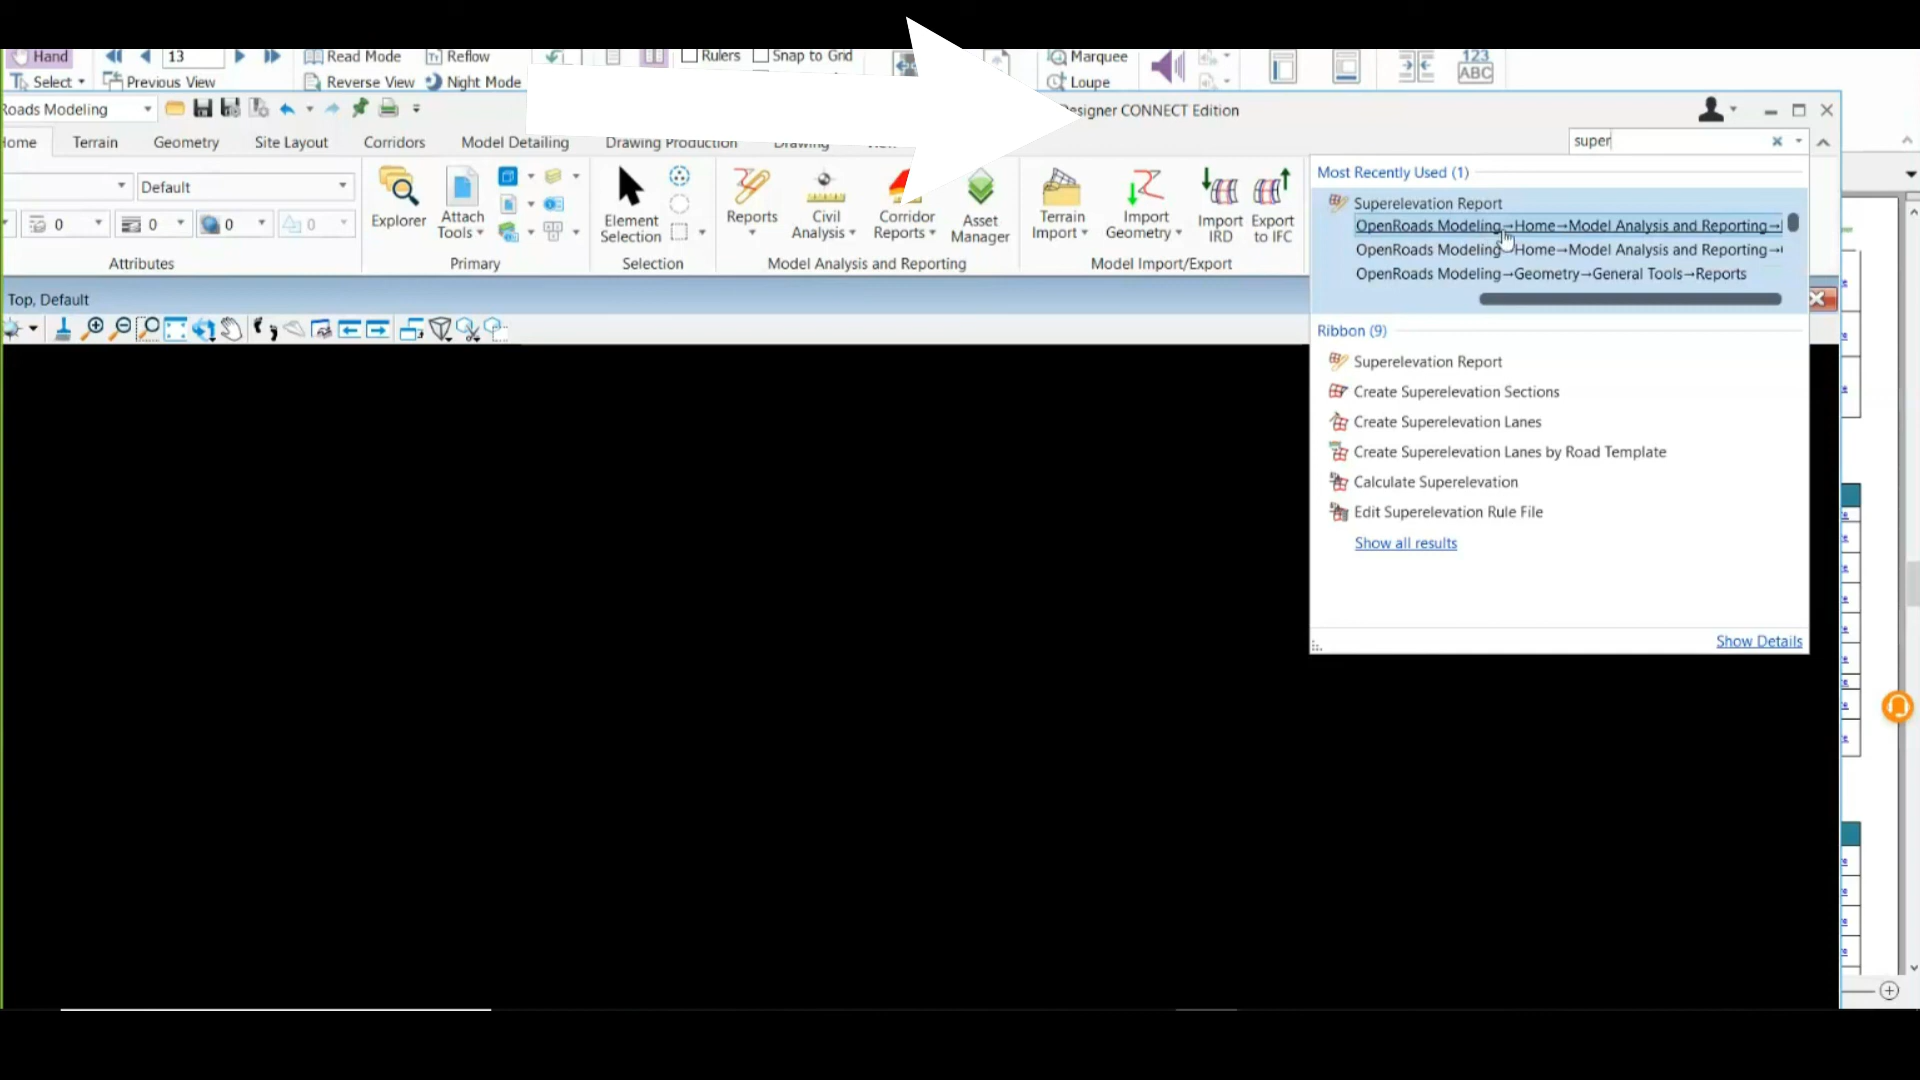 Hand
13
Read Mode
Reflow
Rulers
Snap to Grid
Marquee
123
Select
Previous View
Reverse View
Night Mode
Loupe
ABC
Roads Modeling
Designer CONNECT Edition
Home
Terrain
Geometry
Site Layout
Corridors
Model Detailing
Drawing Production
Drawing
super
Default
0
0
0
0
Attributes
Explorer
Attach
Tools
Primary
Element
Selection
Selection
Reports
Civil
Analysis
Corridor
Reports
Asset
Manager
Model Analysis and Reporting
Terrain
Import
Import
Geometry
Import
IRD
Export
to IFC
Model Import/Export
Most Recently Used (1)
Superelevation Report
OpenRoads Modeling→Home→Model Analysis and Reporting→
OpenRoads Modeling→Home→Model Analysis and Reporting→
OpenRoads Modeling→Geometry→General Tools→Reports
Ribbon (9)
Superelevation Report
Create Superelevation Sections
Create Superelevation Lanes
Create Superelevation Lanes by Road Template
Calculate Superelevation
Edit Superelevation Rule File
Show all results
Show Details
Top, Default